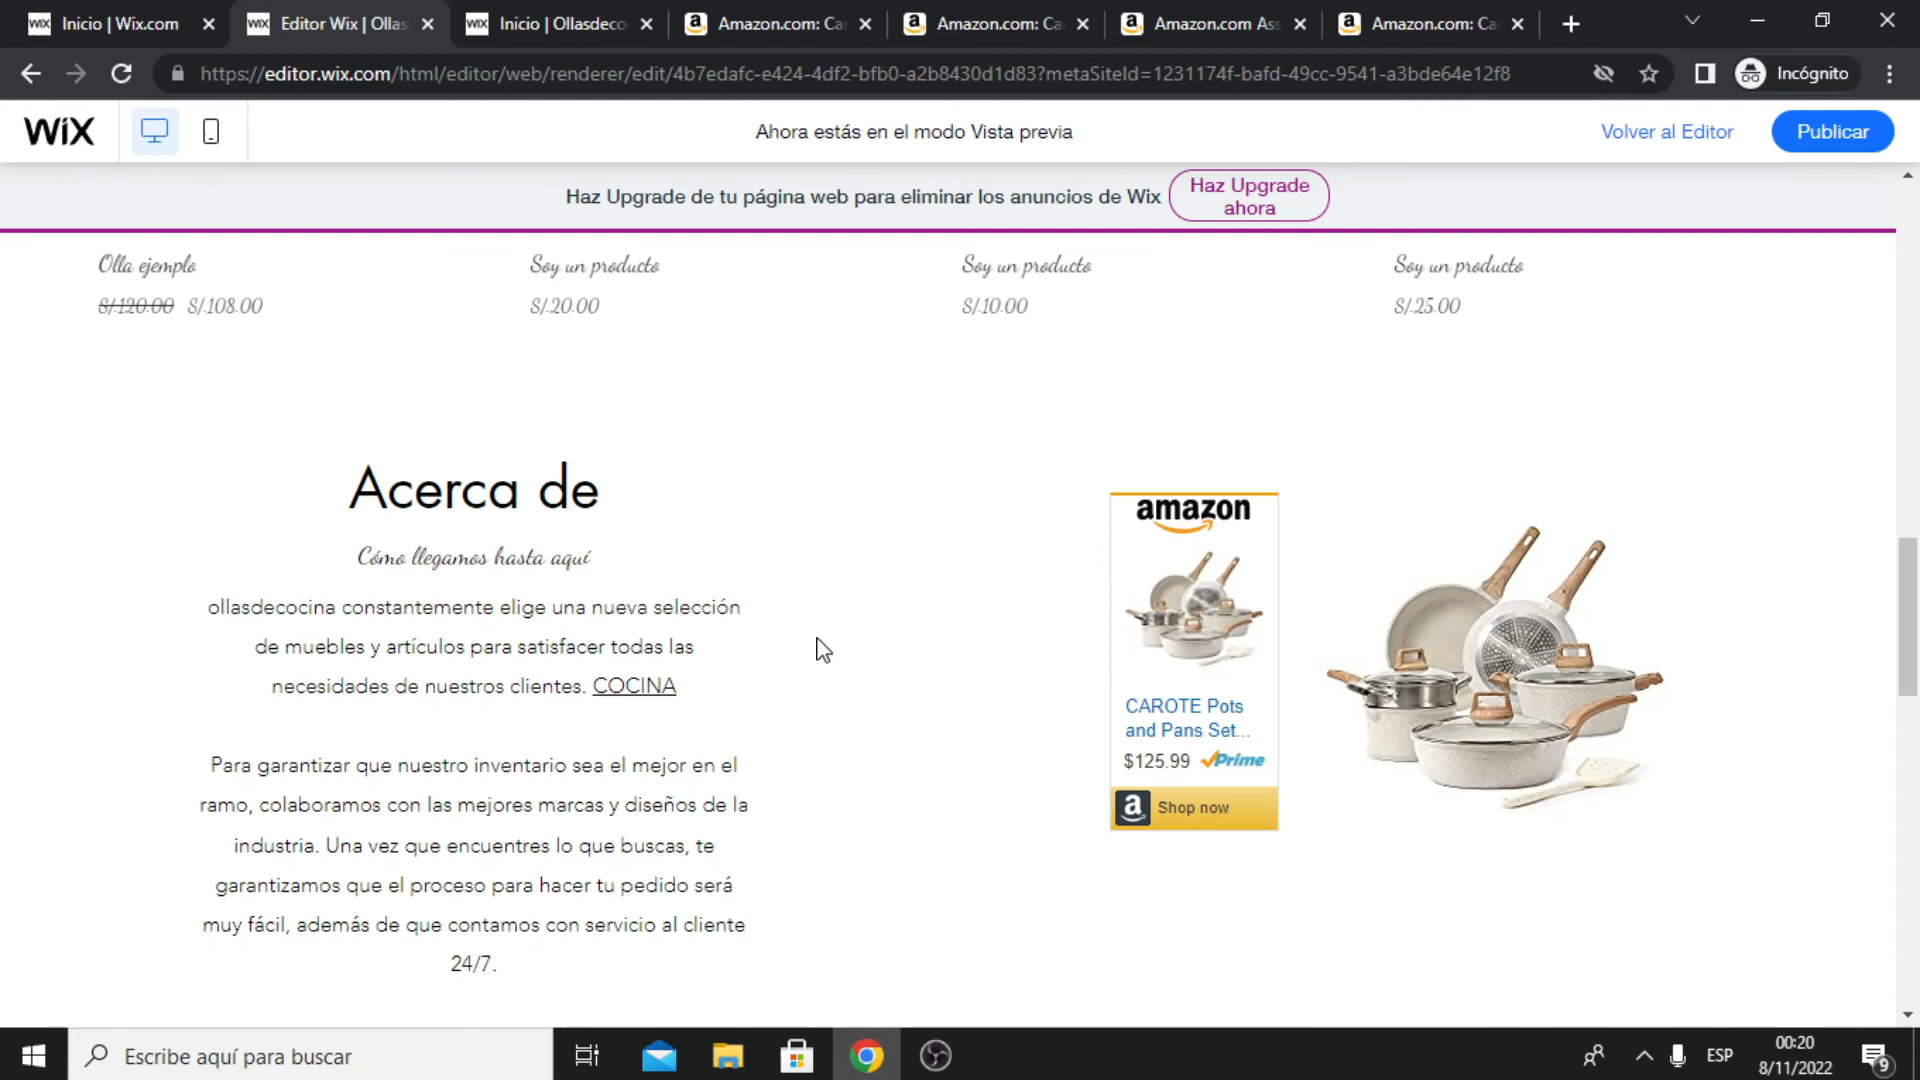 Inicio | Wix.com
Editor Wix | Ollas
Inicio | Ollasdeco
Amazon.com: Ca
Amazon.com: Ca
Amazon.com Ass
Amazon.com: Ca
https://editor.wix.com/html/editor/web/renderer/edit/4b7edafc-e424-4df2-bfb0-a2b8430d1d83?metaSiteId=1231174f-bafd-49cc-9541-a3bde64e12f8
Incógnito
WiX
Ahora estás en el modo Vista previa
Volver al Editor
Publicar
Haz Upgrade de tu página web para eliminar los anuncios de Wix
Haz Upgrade
ahora
Olla ejemplo
S/.120.00 S/.108.00
Soy un producto
S/.20.00
Soy un producto
S/.10.00
Soy un producto
S/.25.00
Acerca de
Cómo llegamos hasta aquí
ollasdecocina constantemente elige una nueva selección
de muebles y artículos para satisfacer todas las
necesidades de nuestros clientes. COCINA
Para garantizar que nuestro inventario sea el mejor en el
ramo, colaboramos con las mejores marcas y diseños de la
industria. Una vez que encuentres lo que buscas, te
garantizamos que el proceso para hacer tu pedido será
muy fácil, además de que contamos con servicio al cliente
24/7.
amazon
CAROTE Pots
and Pans Set...
$125.99 Prime
Shop now
Escribe aquí para buscar
ESP
00:20
8/11/2022
9